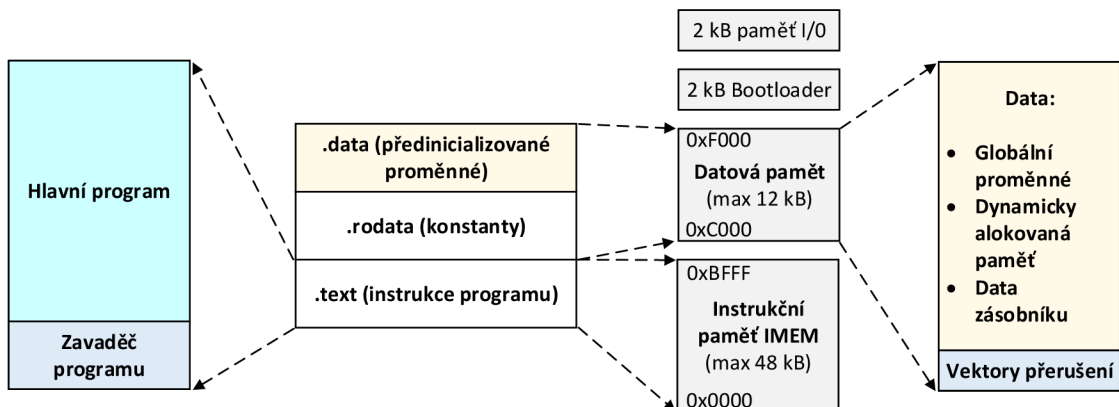 Hlavní program
Zavaděč
programu
.data (předinicializované
proměnné)
.rodata (konstanty)
.text (instrukce programu)
2 kB paměť I/0
2 kB Bootloader
0xF000
Datová pamět
(max 12 kB)
0xC000
0xBFFF
Instrukční
paměť IMEM
(max 48 kB)
0x0000
Data:
• Globální
proměnné
• Dynamicky
alokovaná
paměť
• Data
zásobníku
Vektory přerušení